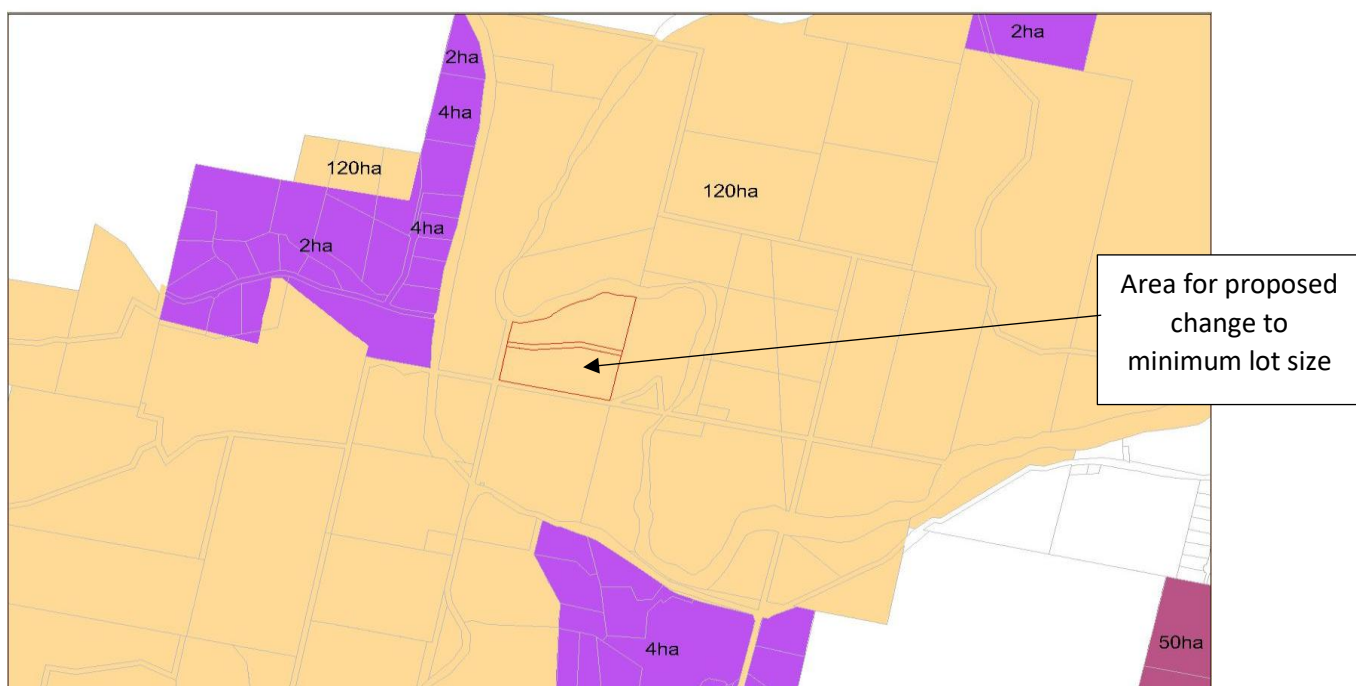 2ha
2ha
4ha
120ha
120ha
4ha
2ha
Area for proposed
change to
minimum lot size
4ha
50ha